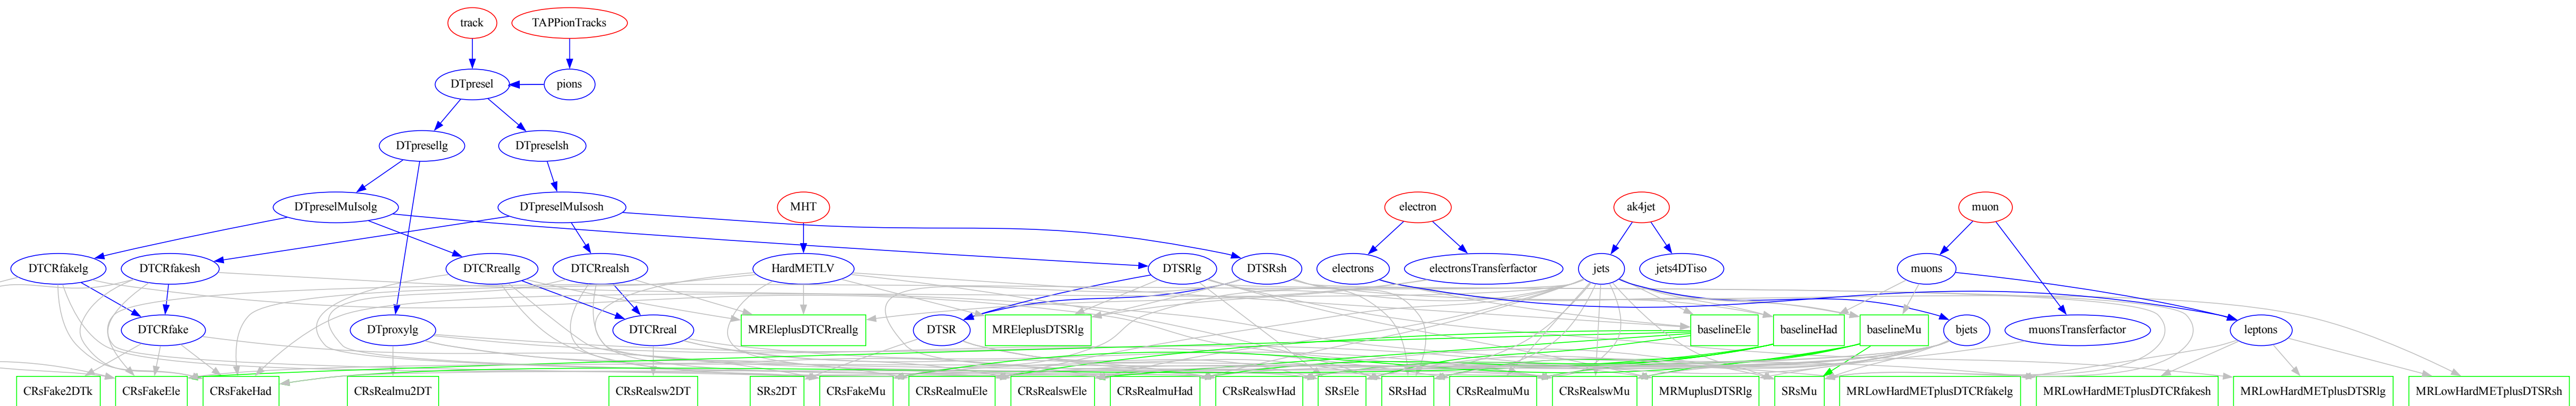 track
TAPPionTracks
DTpresel
pions
DTpresellg
DTpreselsh
DTpreselMuIsolg
DTpreselMuIsosh
MHT
electron
ak4jet
muon
DTCRfakelg
DTCRfakesh
DTCRreallg
DTCRrealsh
HardMETLV
DTSRlg
DTSRsh
electrons
electronsTransferfactor
jets
jets4DTiso
muons
DTCRfake
DTproxylg
DTCRreal
MREleplusDTCRreallg
DTSR
MREleplusDTSRlg
baselineEle
baselineHad
baselineMu
bjets
muonsTransferfactor
leptons
CRsFake2DTk
CRsFakeEle
CRsFakeHad
CRsRealmu2DT
CRsRealsw2DT
SRs2DT
CRsFakeMu
CRsRealmuEle
CRsRealswEle
CRsRealmuHad
CRsRealswHad
SRsEle
SRsHad
CRsRealmuMu
CRsRealswMu
MRMuplusDTSRlg
SRsMu
MRLowHardMETplusDTCRfakelg
MRLowHardMETplusDTCRfakesh
MRLowHardMETplusDTSRlg
MRLowHardMETplusDTSRsh